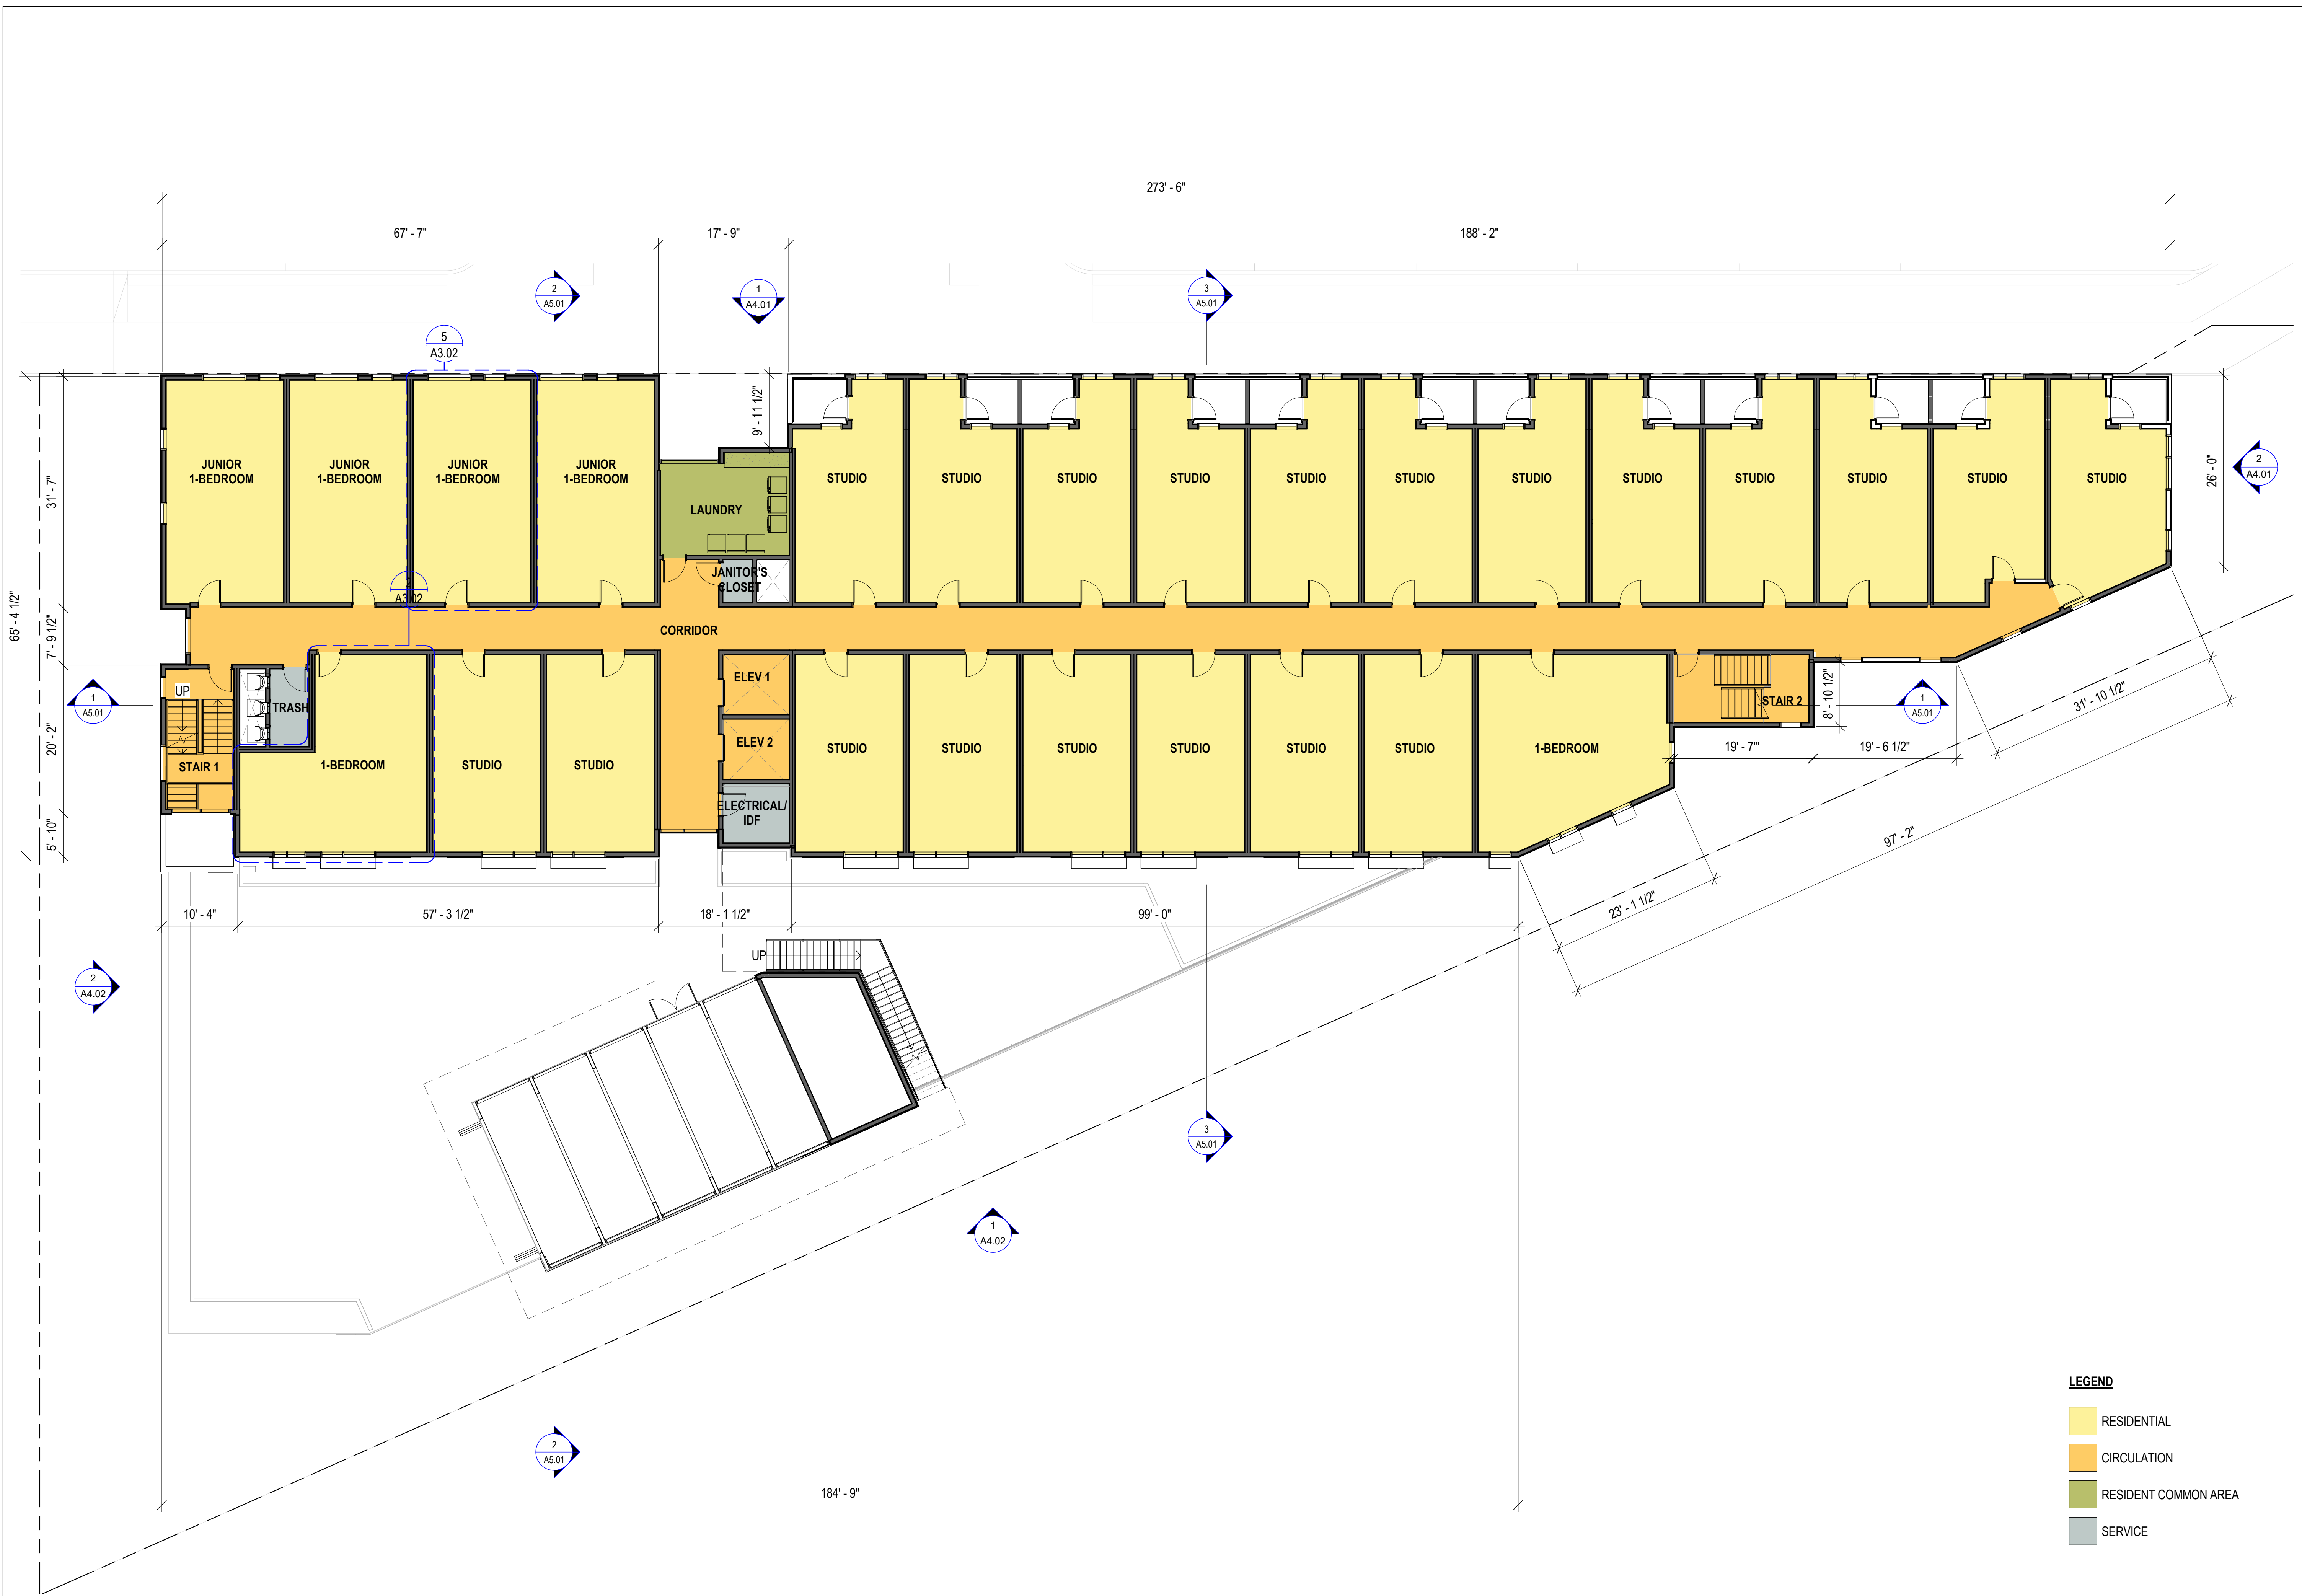 273' - 6"
67' - 7"
17' - 9"
188' - 2"
2
A5.01
1
A4.01
3
A5.01
5
A3.02
9' - 11 1/2"
31' - 7"
26' - 0"
2
A4.01
JUNIOR
1-BEDROOM
JUNIOR
1-BEDROOM
JUNIOR
1-BEDROOM
JUNIOR
1-BEDROOM
STUDIO
STUDIO
STUDIO
STUDIO
STUDIO
STUDIO
STUDIO
STUDIO
STUDIO
STUDIO
STUDIO
STUDIO
LAUNDRY
JANITOR'S
CLOSET
A3.02
65' - 4 1/2"
7' - 9 1/2"
CORRIDOR
UP
TRASH
ELEV 1
STAIR 2
8' - 10 1/2"
1
A5.01
1
A5.01
31' - 10 1/2"
20' - 2"
STAIR 1
1-BEDROOM
STUDIO
STUDIO
ELEV 2
STUDIO
STUDIO
STUDIO
STUDIO
STUDIO
STUDIO
1-BEDROOM
19' - 7"
19' - 6 1/2"
ELECTRICAL/
IDF
5' - 10"
97' - 2"
23' - 1 1/2"
10' - 4"
57' - 3 1/2"
18' - 1 1/2"
99' - 0"
UP
2
A4.02
3
A5.01
1
A4.02
2
A5.01
184' - 9"
LEGEND
RESIDENTIAL
CIRCULATION
RESIDENT COMMON AREA
SERVICE